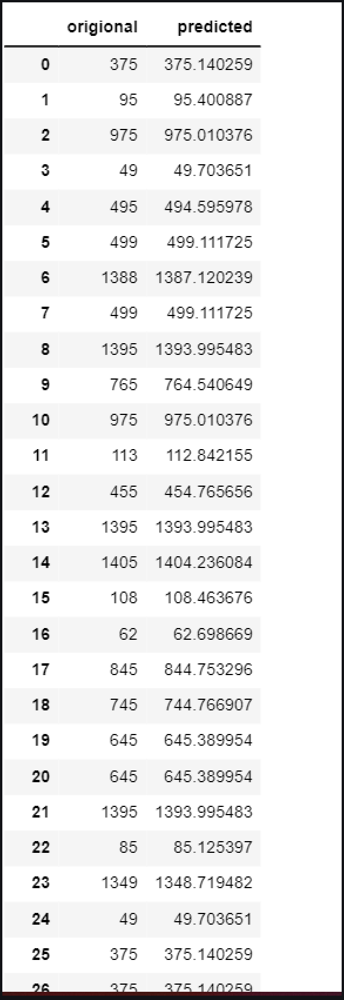 origional predicted
0 375 375.140259
1 95 95.400887
2 975 975.010376
3 49 49.703651
4 495 494.595978
5 499 499.111725
6 1388 1387.120239
7 499 499.111725
8 1395 1393.995483
9 765 764.540649
10 975 975.010376
11 113 112.842155
12 455 454.765656
13 1395 1393.995483
14 1405 1404.236084
15 108 108.463676
16 62 62.698669
17 845 844.753296
18 745 744.766907
19 645 645.389954
20 645 645.389954
21 1395 1393.995483
22 85 85.125397
23 1349 1348.719482
24 49 49.703651
25 375 375.140259
26 375 375.140259